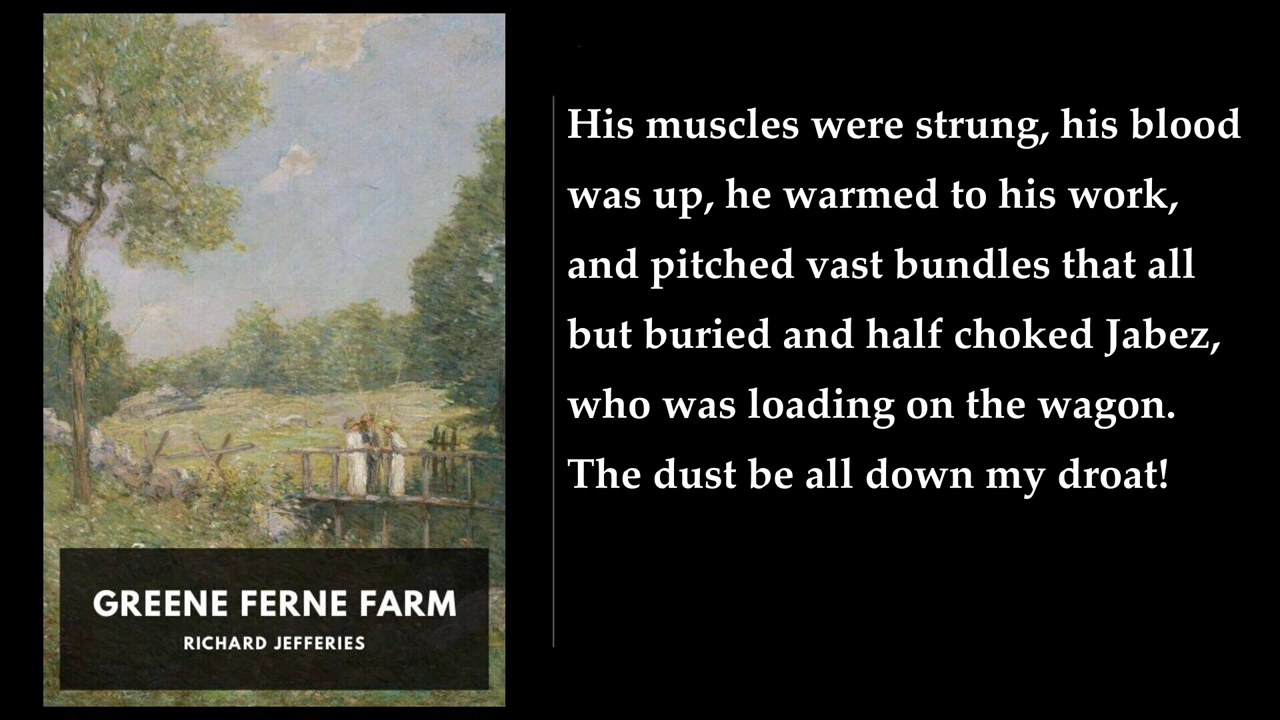 His muscles were strung, his blood
was up, he warmed to his work,
and pitched vast bundles that all
but buried and half choked Jabez,
who was loading on the wagon.
The dust be all down my droat!
GREENE FERNE FARM
RICHARD JEFFERIES